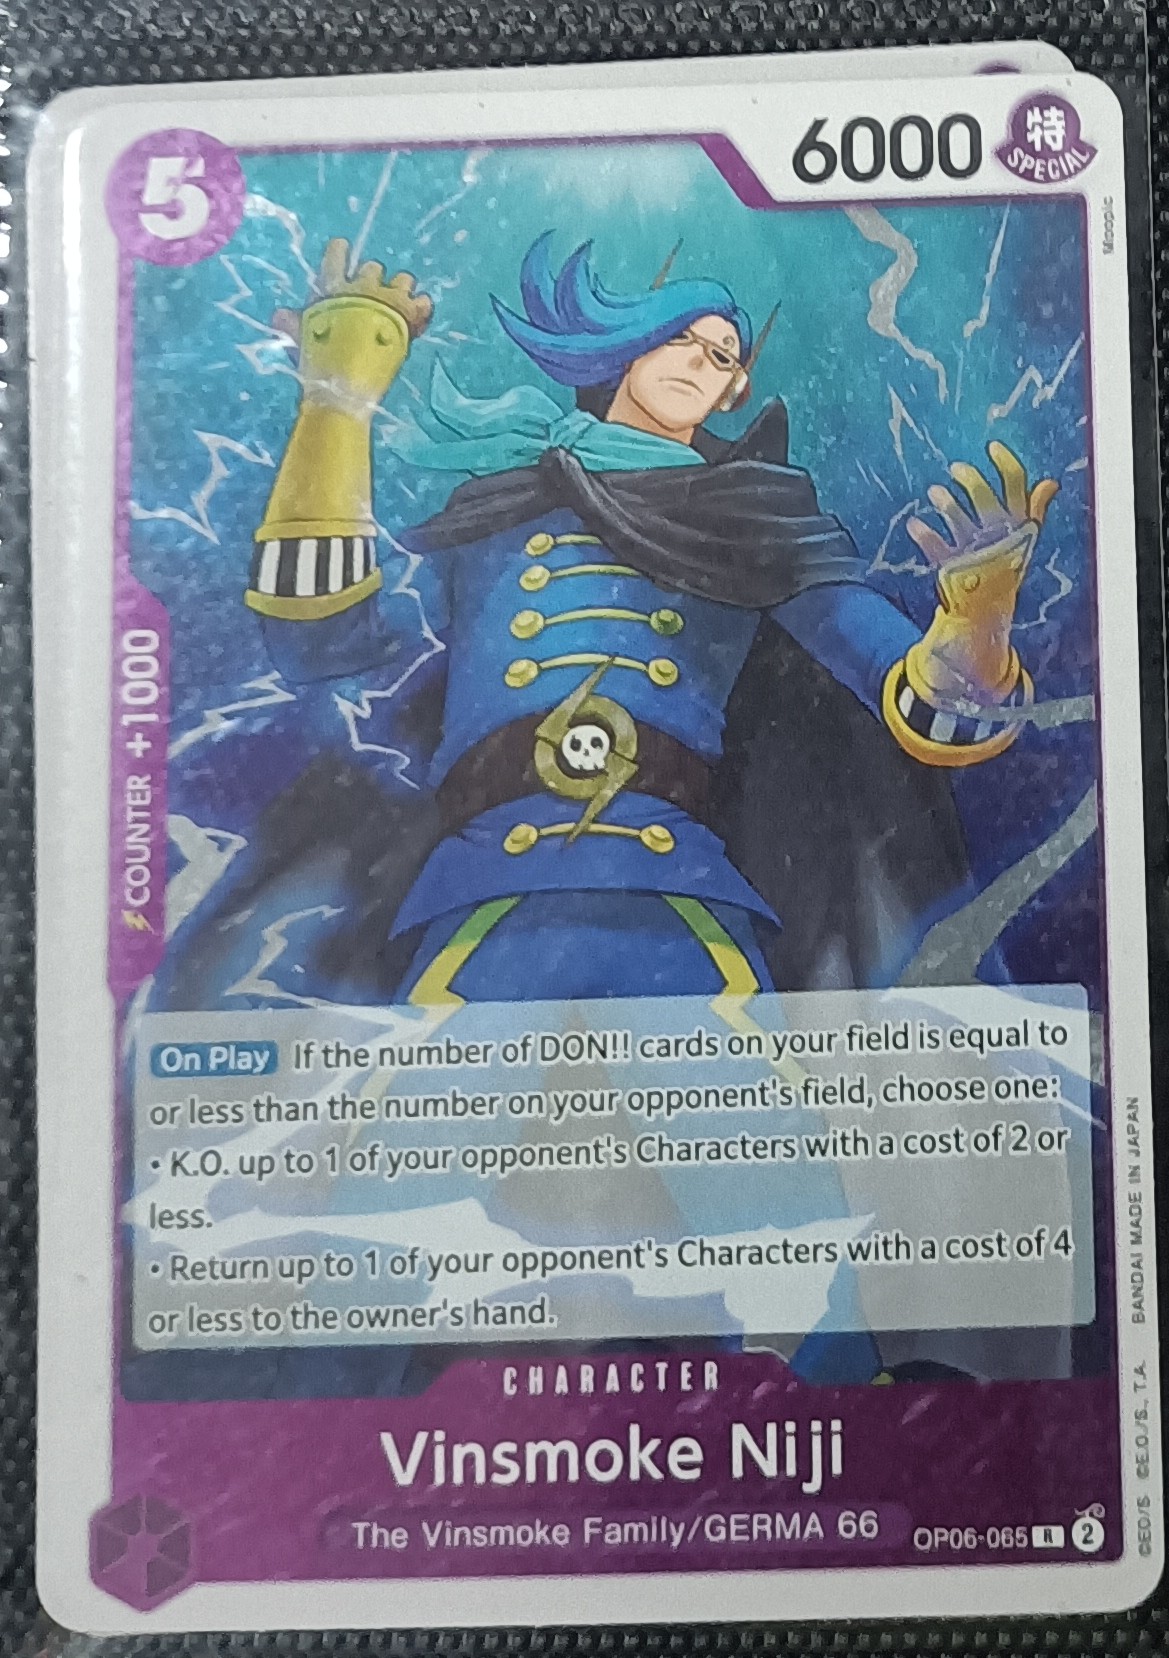 5
6000
特
SPECIAL
Moopic
COUNTER +1000
On Play If the number of DON!! cards on your field is equal to
or less than the number on your opponent's field, choose one:
• K.O. up to 1 of your opponent's Characters with a cost of 2 or
less.
• Return up to 1 of your opponent's Characters with a cost of 4
or less to the owner's hand.
CHARACTER
Vinsmoke Niji
The Vinsmoke Family/GERMA 66
OP06-065 R 2
©EO/S ©E.O./S., T.A. BANDAI MADE IN JAPAN